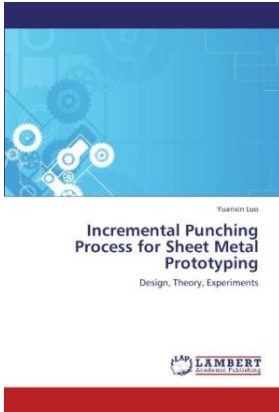 Yuanxin Luo
Incremental Punching
Process for Sheet Metal
Prototyping
Design, Theory, Experiments
LAP LAMBERT
Academic Publishing